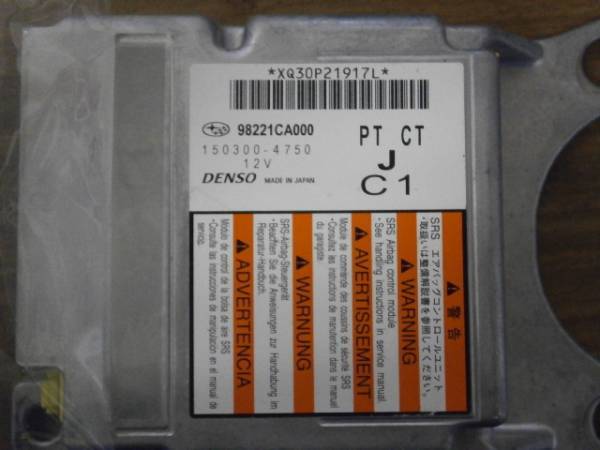 *XQ30P21917L*
98221CA000
150300-4750
12V
DENSO MADE IN JAPAN
PT CT
J
C1
警告
SRS エアバッグコントロールユニット
・取扱いは整備解説書を参照してください。
WARNING
SRS Airbag control module
・See handling instructions in service manual.
AVERTISSEMENT
Module de commande des coussins de sécurité SRS
・Consultez les instructions de manutention dans le manuel
du garagiste.
WARNUNG
SRS-Airbag-Steuergerät
・Beachten Sie die Anweisungen zur Handhabung im
Reparatur-Handbuch.
ADVERTENCIA
Modulo de control de la bolsa de aire SRS
・Consulte las instrucciones de manipulación en el manual de
servicio.